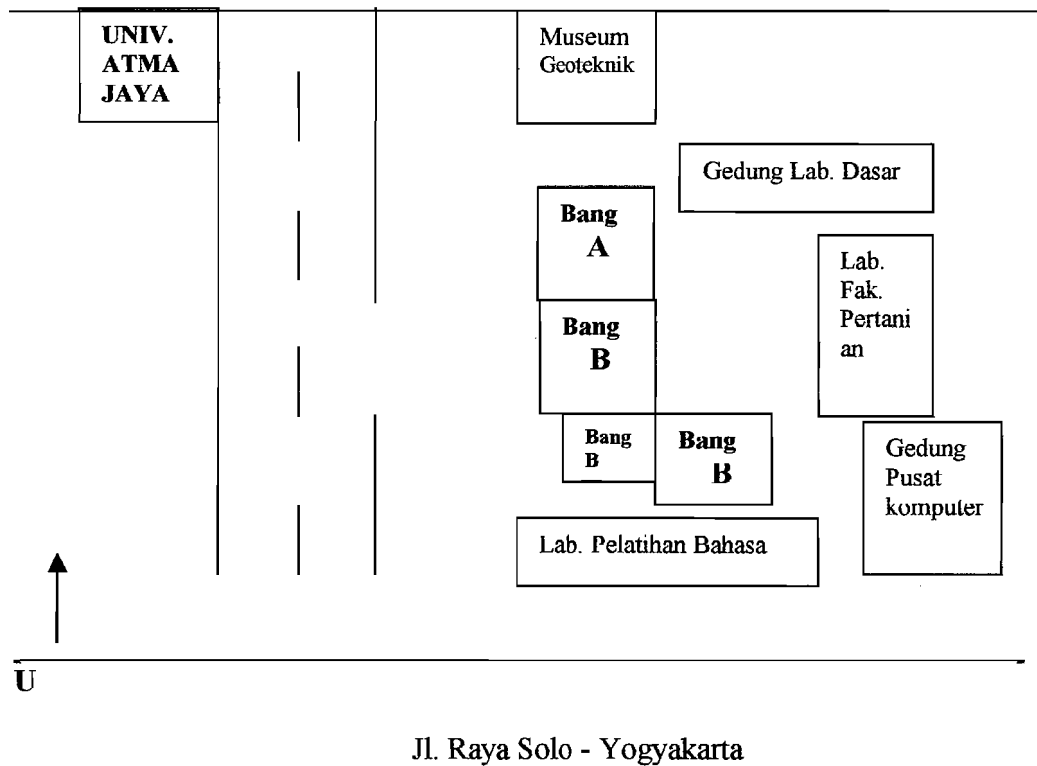 UNIV.
ATMA
JAYA
Museum
Geoteknik
Gedung Lab. Dasar
Bang
A
Lab.
Fak.
Pertani
an
Bang
B
Bang
B
Bang
B
Gedung
Pusat
komputer
Lab. Pelatihan Bahasa
U
Jl. Raya Solo - Yogyakarta